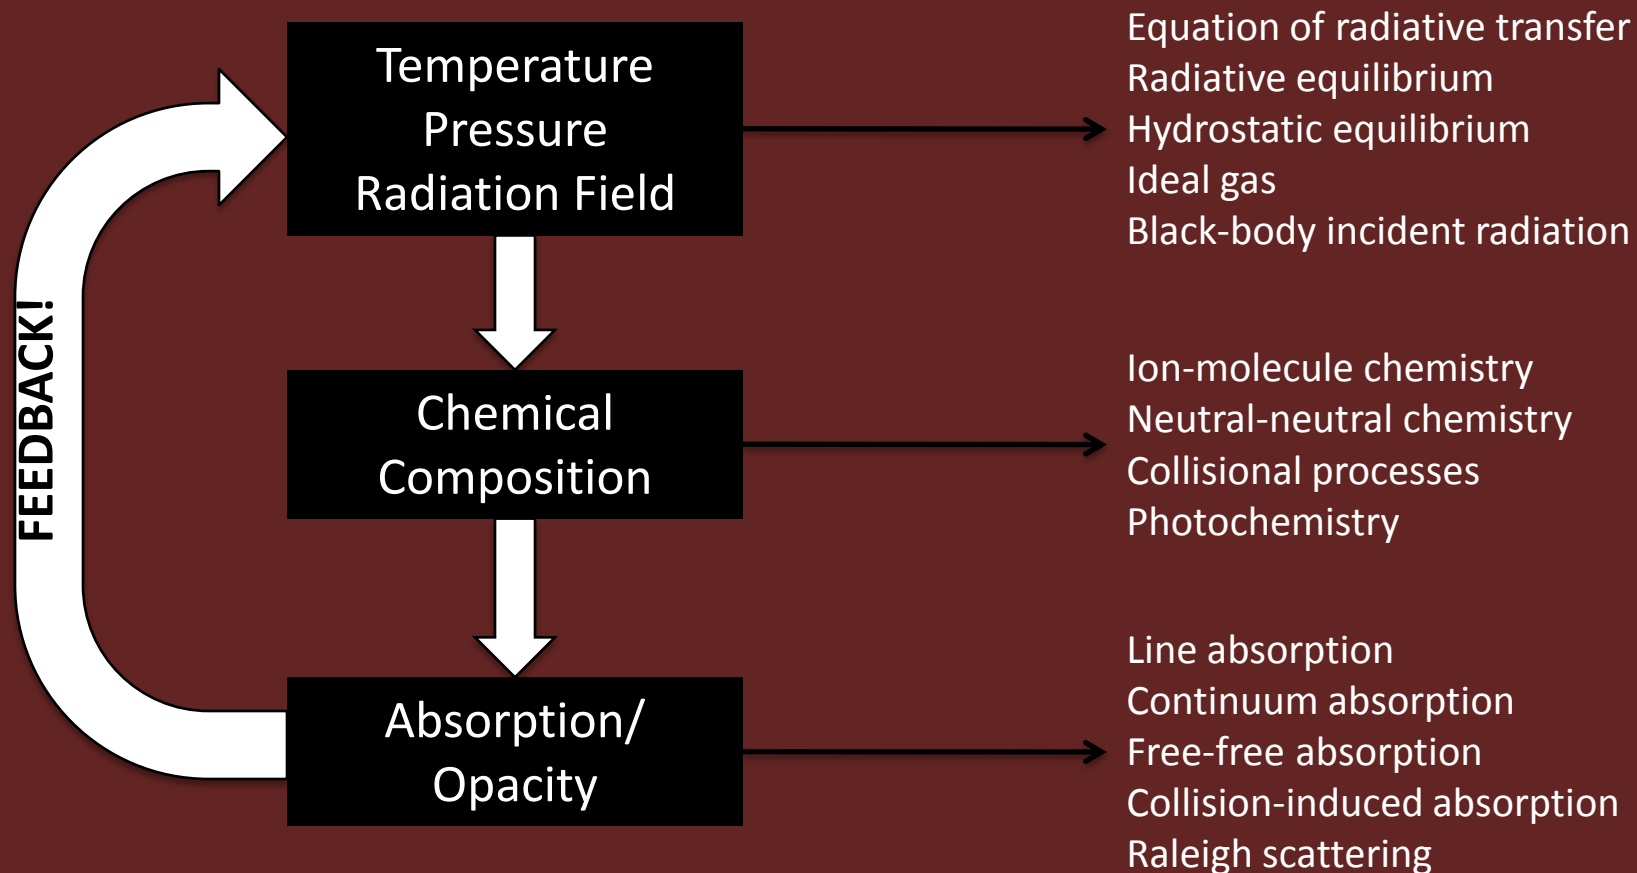 Temperature
Pressure
Radiation Field
Equation of radiative transfer
Radiative equilibrium
Hydrostatic equilibrium
Ideal gas
Black-body incident radiation
FEEDBACK!
Chemical
Composition
Ion-molecule chemistry
Neutral-neutral chemistry
Collisional processes
Photochemistry
Absorption/
Opacity
Line absorption
Continuum absorption
Free-free absorption
Collision-induced absorption
Raleigh scattering